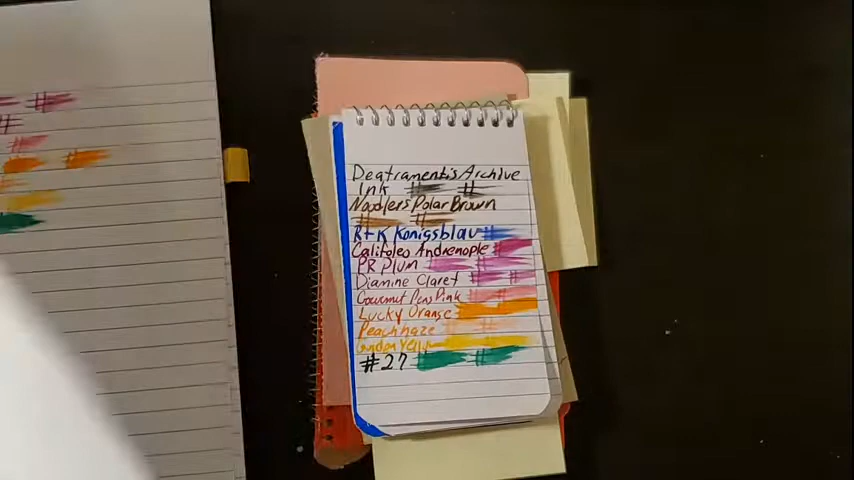 Deatramentis Archive
Ink
Noodlers Polar Brown
R+K Konigsblau
Califolео Andrenople
PR Plum
Diamine Claret
Gourmet Pens Pink
Lucky Orange
Peach haze
Yellow
#27